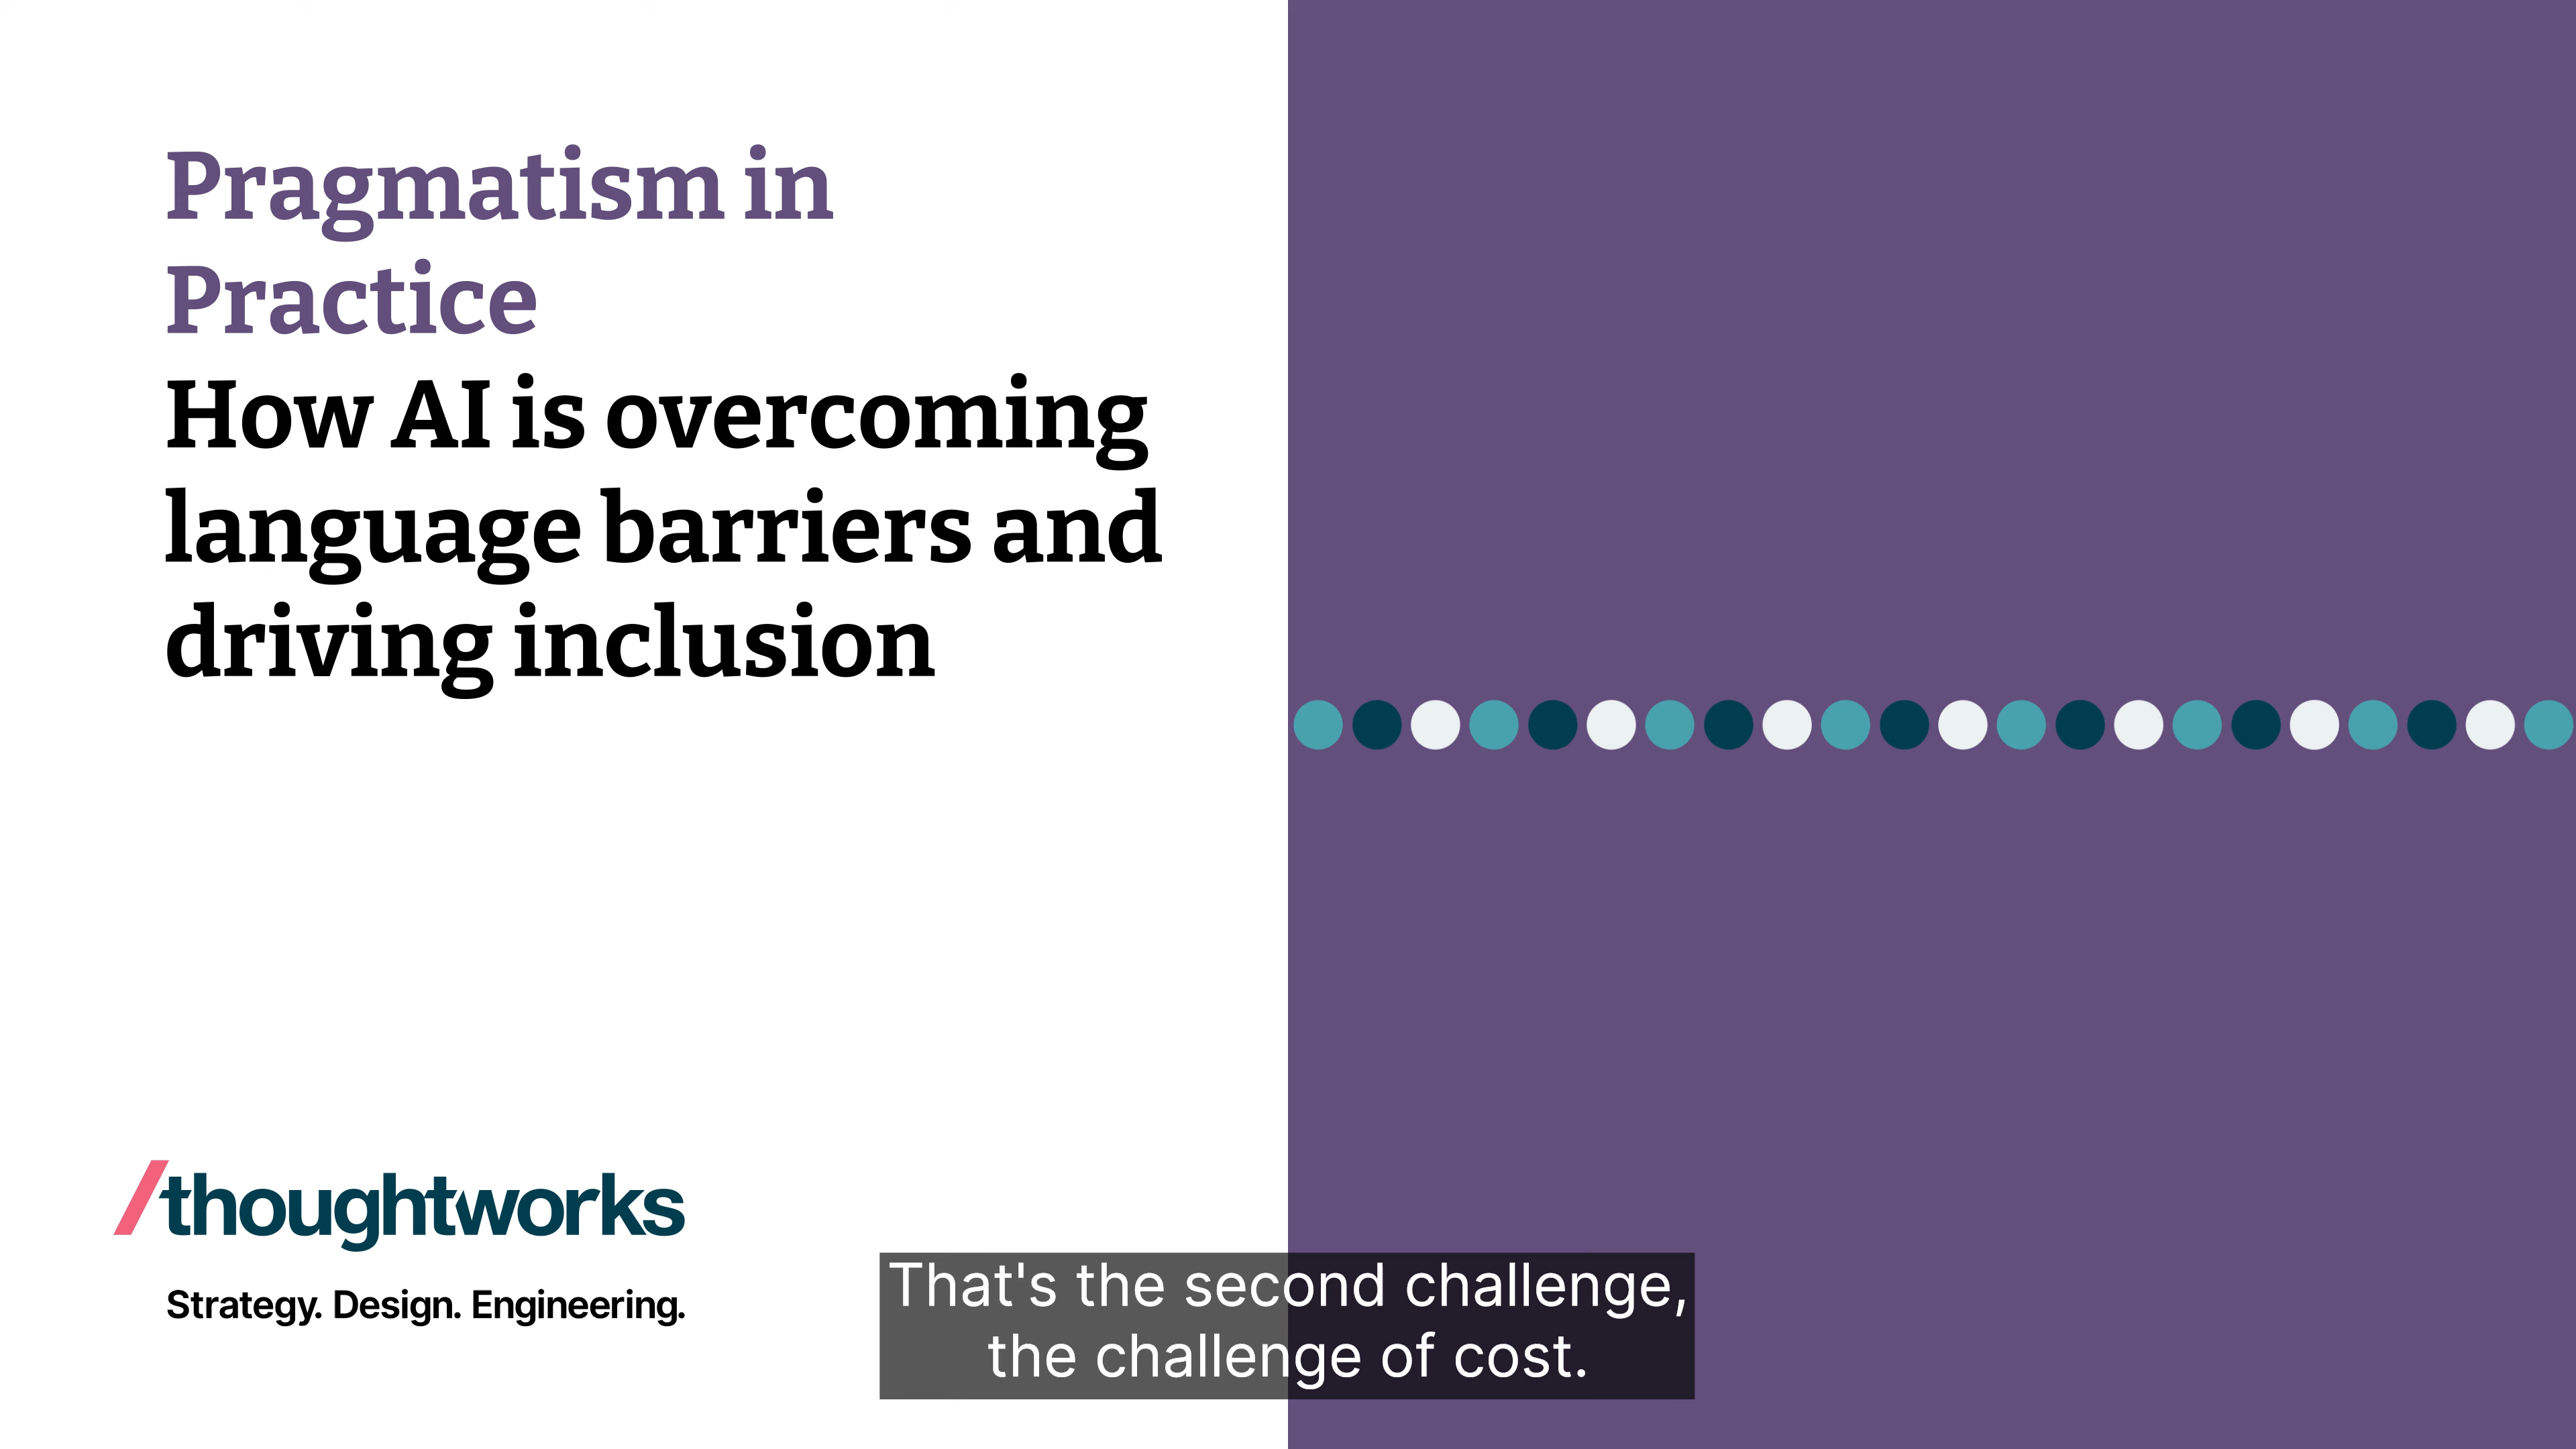 Pragmatism in
Practice
How AI is overcoming
language barriers and
driving inclusion
/thoughtworks
Strategy. Design. Engineering.
That's the second challenge,
the challenge of cost.